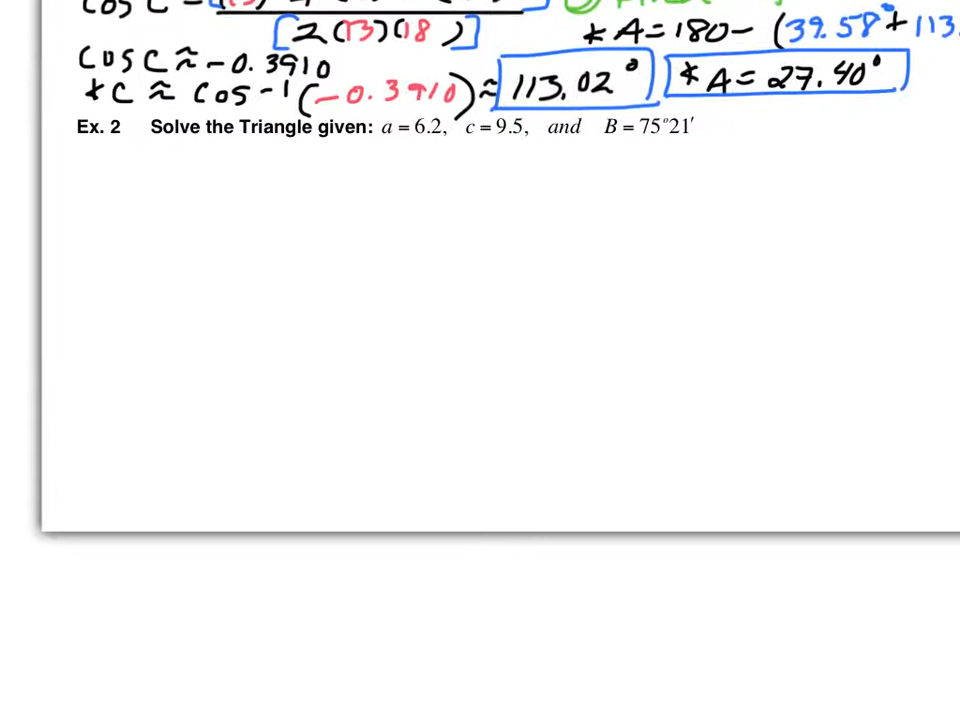 cos C =
[2(13)(18)] * A = 180 - (39.58° + 113.
cos C ≈ -0.3910
* C ≈ cos -1 (-0.3910) ≈ 113.02° * A = 27.40°
Ex. 2 Solve the Triangle given: a = 6.2, c = 9.5, and B = 75°21′